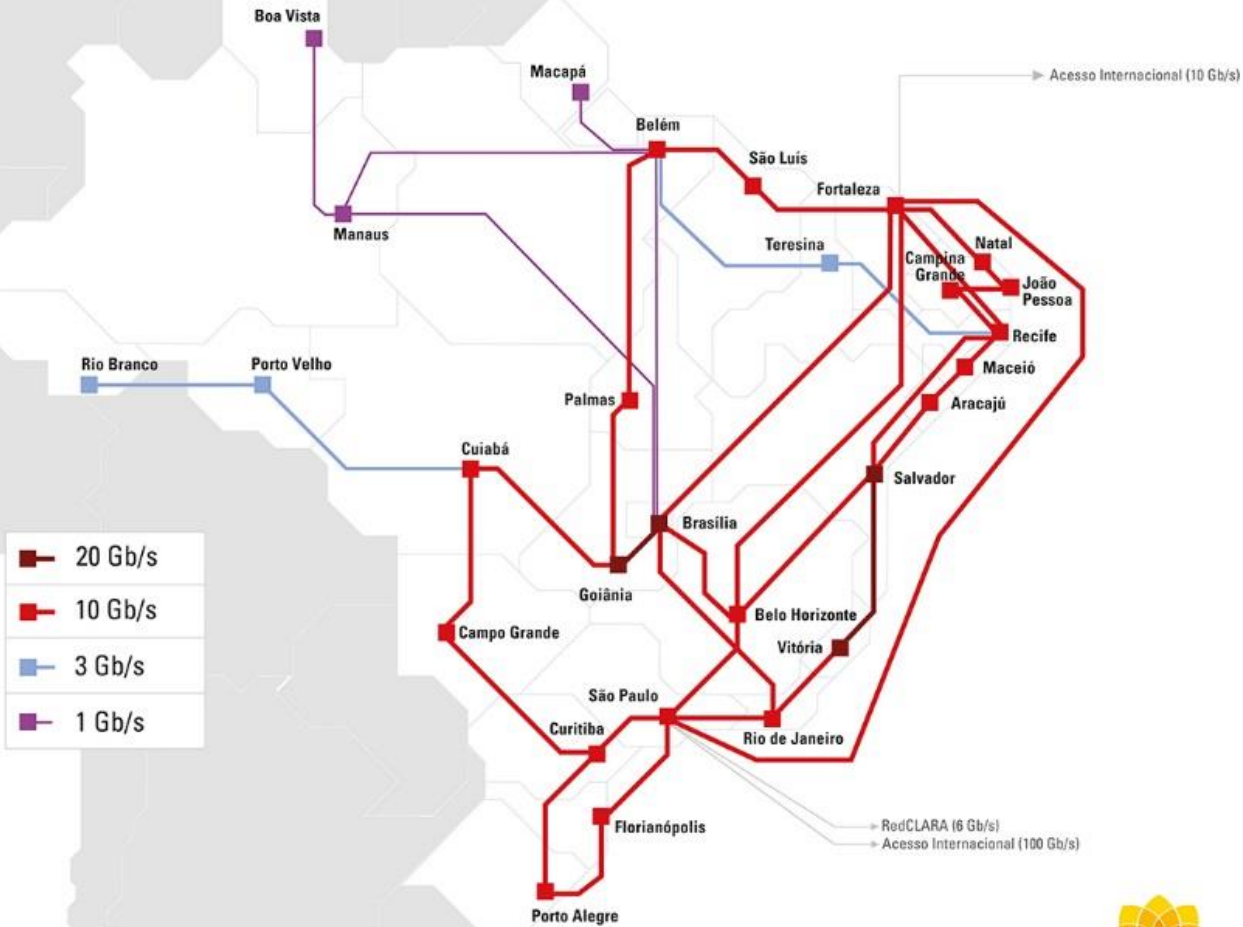 Boa Vista
Macapá
Acesso Internacional (10 Gb/s)
Belém
São Luís
Fortaleza
Manaus
Teresina
Natal
Campina
Grande
João
Pessoa
Recife
Rio Branco
Porto Velho
Maceió
Palmas
Aracajú
Cuiabá
Salvador
Brasília
20 Gb/s
Goiânia
10 Gb/s
Belo Horizonte
Campo Grande
Vitória
3 Gb/s
São Paulo
1 Gb/s
Curitiba
Rio de Janeiro
RedCLARA (6 Gb/s)
Florianópolis
Acesso Internacional (100 Gb/s)
Porto Alegre